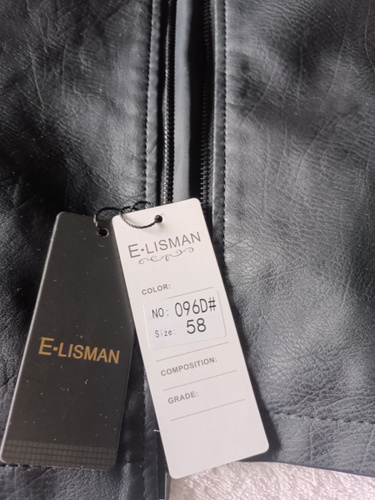 E-LISMAN
COLOR:
NO: 096D#
Size: 58
COMPOSITION:
GRADE:
E-LISMAN